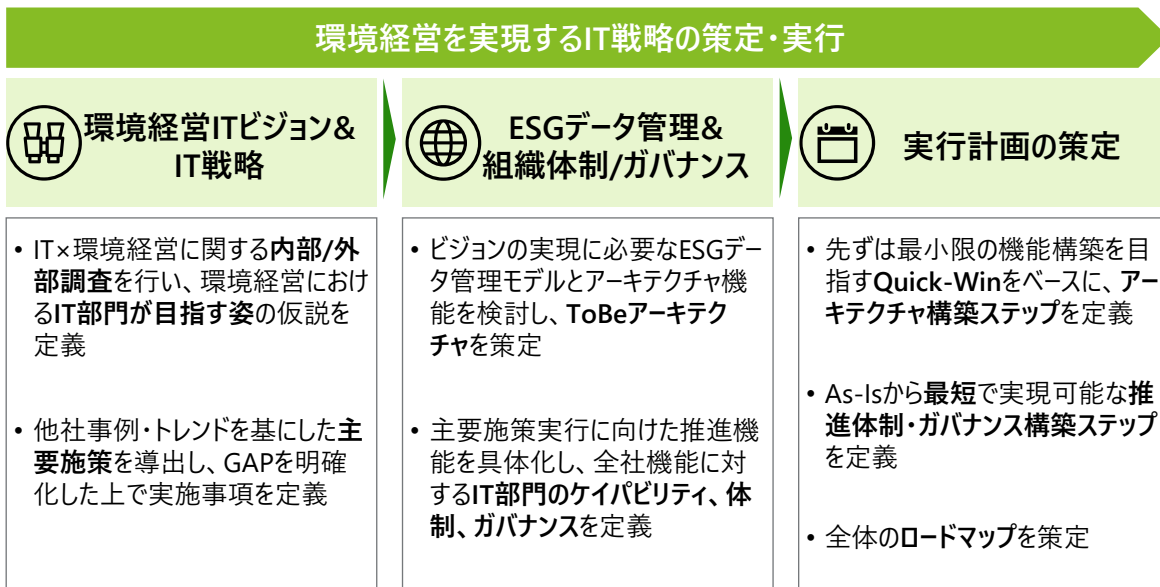 環境経営を実現するIT戦略の策定・実行
環境経営ITビジョン&
IT戦略
• IT×環境経営に関する内部/外
部調査を行い、環境経営におけ
るIT部門が目指す姿の仮説を
定義
• 他社事例・トレンドを基にした主
要施策を導出し、GAPを明確
化した上で実施事項を定義
ESGデータ管理&
組織体制/ガバナンス
• ビジョンの実現に必要なESGデー
タ管理モデルとアーキテクチャ機
能を検討し、ToBeアーキテク
チャを策定
• 主要施策実行に向けた推進機
能を具体化し、全社機能に対
するIT部門のケイパビリティ、体
制、ガバナンスを定義
実行計画の策定
• 先ずは最小限の機能構築を目
指すQuick-Winをベースに、アー
キテクチャ構築ステップを定義
• As-Isから最短で実現可能な推
進体制・ガバナンス構築ステップ
を定義
• 全体のロードマップを策定